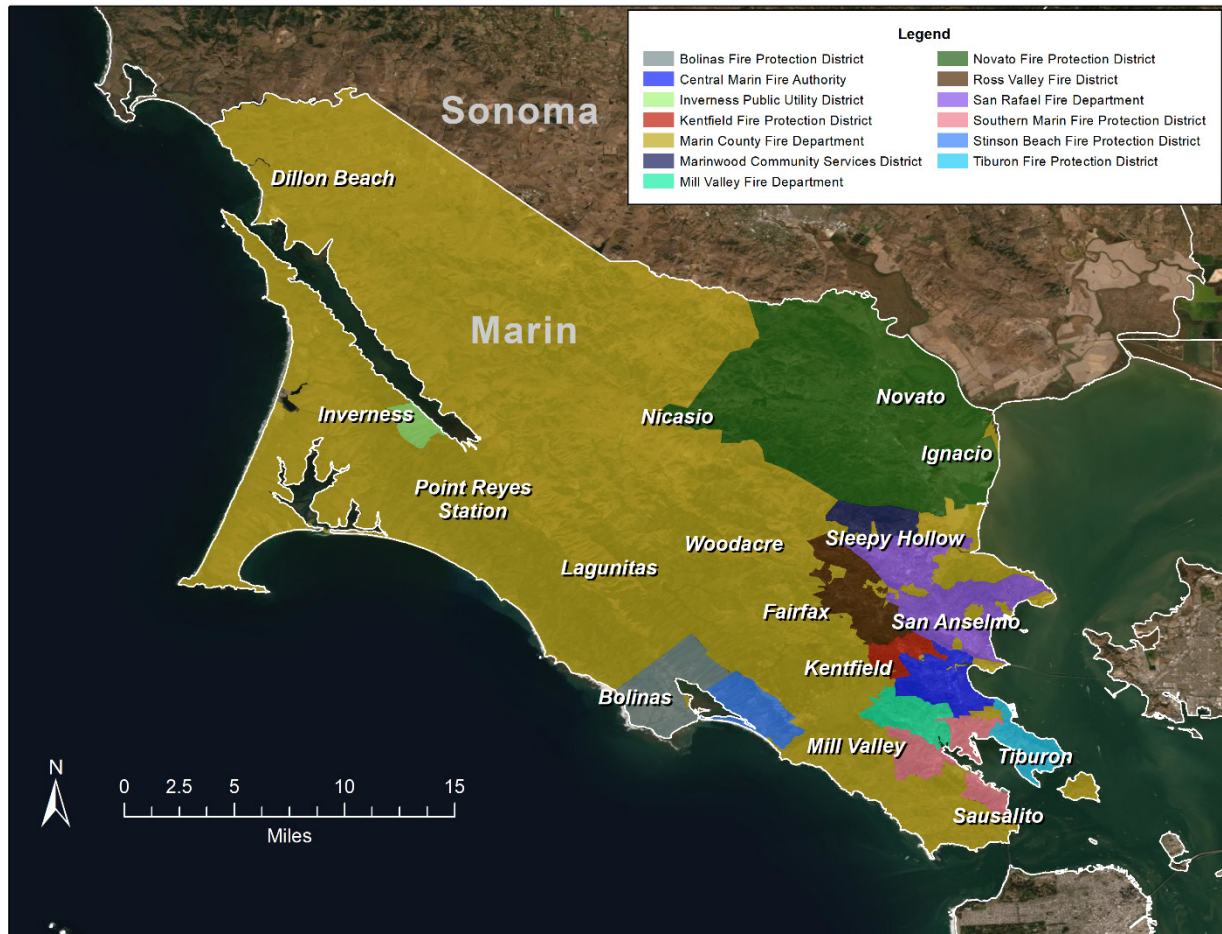 Legend
Bolinas Fire Protection District
Central Marin Fire Authority
Inverness Public Utility District
Kentfield Fire Protection District
Marin County Fire Department
Marinwood Community Services District
Mill Valley Fire Department
Novato Fire Protection District
Ross Valley Fire District
San Rafael Fire Department
Southern Marin Fire Protection District
Stinson Beach Fire Protection District
Tiburon Fire Protection District
Sonoma
Dillon Beach
Marin
Novato
Inverness
Nicasio
Ignacio
Point Reyes
Station
Sleepy Hollow
Woodacre
Lagunitas
Fairfax
San Anselmo
Kentfield
Bolinas
Mill Valley
Tiburon
Sausalito
N
0 2.5 5 10 15
Miles